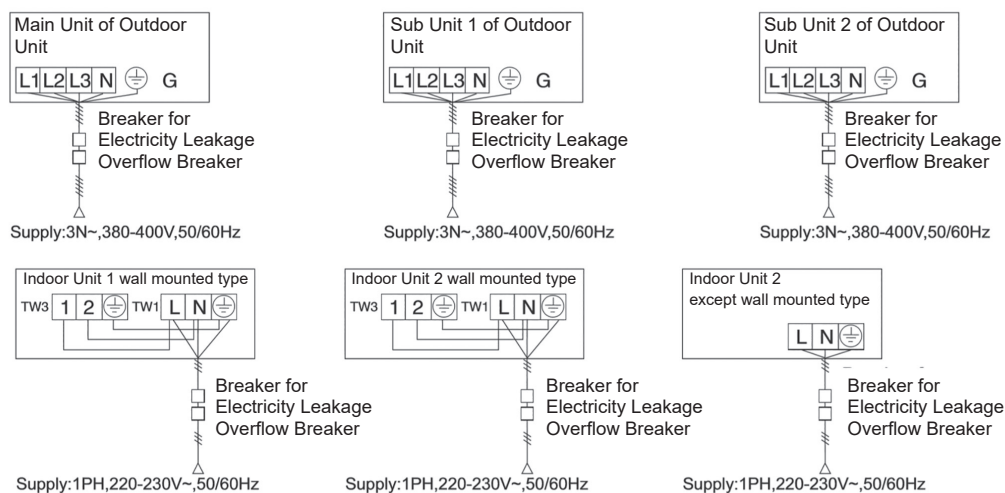 Main Unit of Outdoor
Unit
L1 L2 L3 N G
Breaker for
Electricity Leakage
Overflow Breaker
Supply:3N~,380-400V,50/60Hz
Sub Unit 1 of Outdoor
Unit
L1 L2 L3 N G
Breaker for
Electricity Leakage
Overflow Breaker
Supply:3N~,380-400V,50/60Hz
Sub Unit 2 of Outdoor
Unit
L1 L2 L3 N G
Breaker for
Electricity Leakage
Overflow Breaker
Supply:3N~,380-400V,50/60Hz
Indoor Unit 1 wall mounted type
TW3 1 2 TW1 L N
Breaker for
Electricity Leakage
Overflow Breaker
Supply:1PH,220-230V~,50/60Hz
Indoor Unit 2 wall mounted type
TW3 1 2 TW1 L N
Breaker for
Electricity Leakage
Overflow Breaker
Supply:1PH,220-230V~,50/60Hz
Indoor Unit 2
except wall mounted type
L N
Breaker for
Electricity Leakage
Overflow Breaker
Supply:1PH,220-230V~,50/60Hz